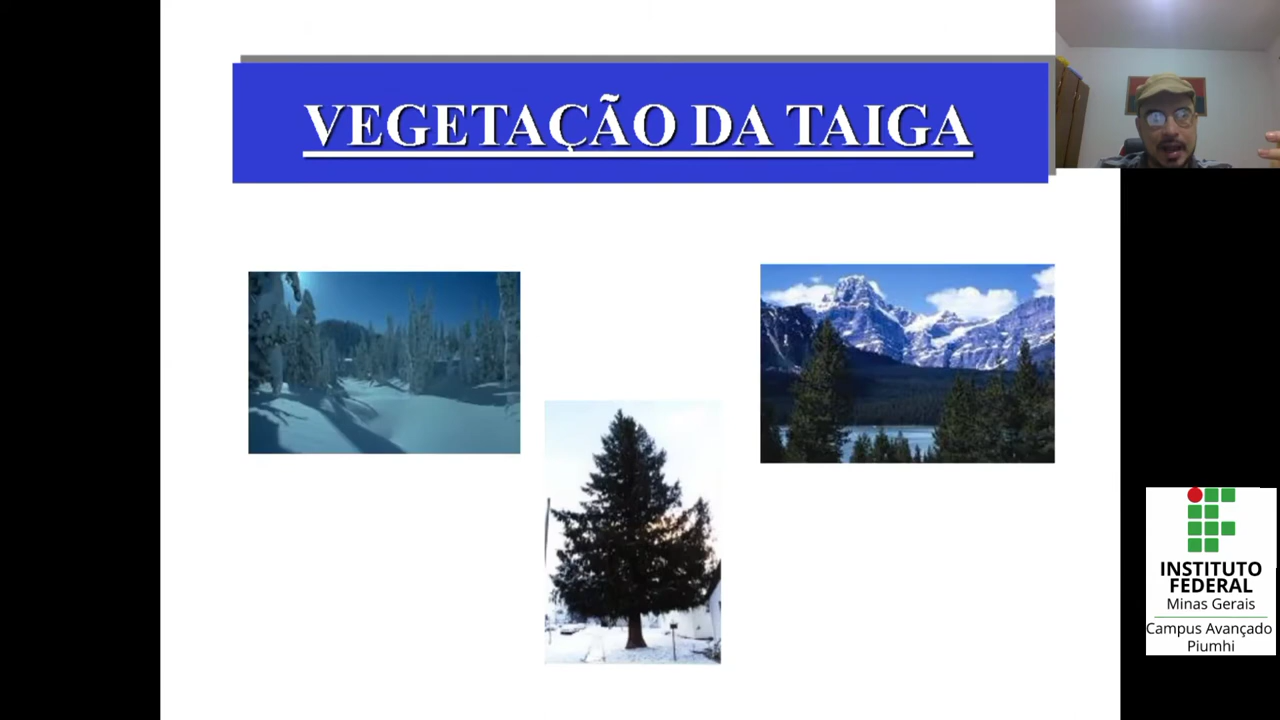 VEGETAÇÃO DA TAIGA
INSTITUTO
FEDERAL
Minas Gerais
Campus Avançado
Piumhi